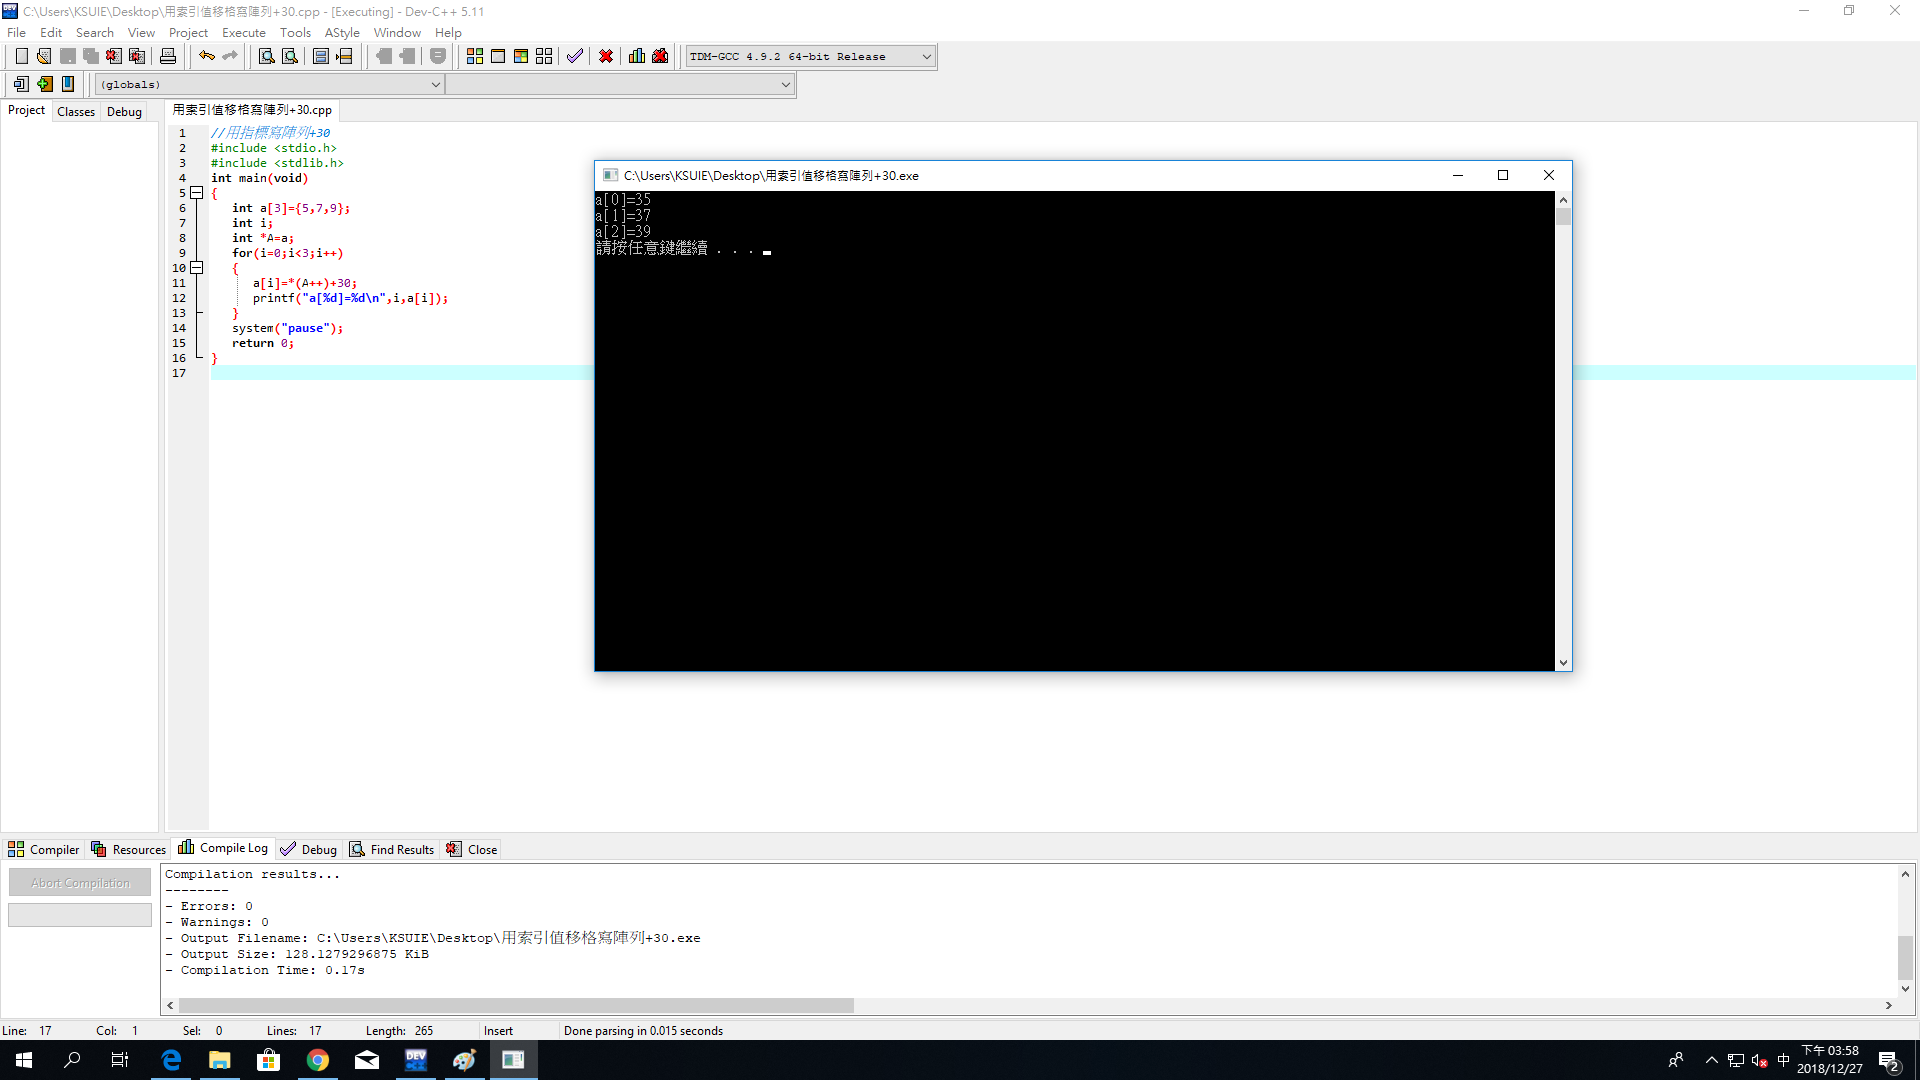 C:\Users\KSUIE\Desktop\用索引值移格寫陣列+30.cpp - [Executing] - Dev-C++ 5.11
File Edit Search View Project Execute Tools AStyle Window Help
TDM-GCC 4.9.2 64-bit Release
(globals)
Project Classes Debug
用索引值移格寫陣列+30.cpp
1 //用指標寫陣列+30
2 #include <stdio.h>
3 #include <stdlib.h>
4 int main(void)
5 {
6 int a[3]={5,7,9};
7 int i;
8 int *A=a;
9 for(i=0;i<3;i++)
10 {
11 a[i]=*(A++)+30;
12 printf("a[%d]=%d\n",i,a[i]);
13 }
14 system("pause");
15 return 0;
16 }
17
C:\Users\KSUIE\Desktop\用索引值移格寫陣列+30.exe
a[0]=35
a[1]=37
a[2]=39
請按任意鍵繼續 . . .
Compiler Resources Compile Log Debug Find Results Close
Abort Compilation
Compilation results...
--------
- Errors: 0
- Warnings: 0
- Output Filename: C:\Users\KSUIE\Desktop\用索引值移格寫陣列+30.exe
- Output Size: 128.1279296875 KiB
- Compilation Time: 0.17s
Line: 17 Col: 1 Sel: 0 Lines: 17 Length: 265 Insert Done parsing in 0.015 seconds
DEV
中
下午 03:58
2018/12/27
2